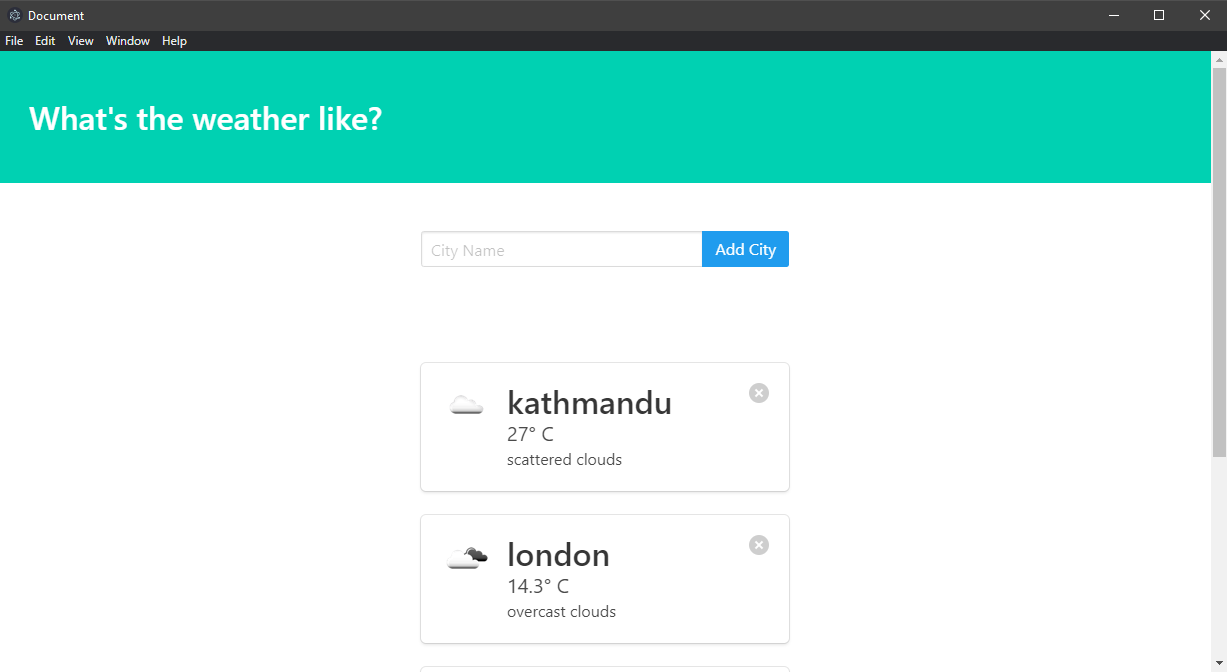 Document
File Edit View Window Help
What's the weather like?
City Name Add City
kathmandu
27° C
scattered clouds
london
14.3° C
overcast clouds